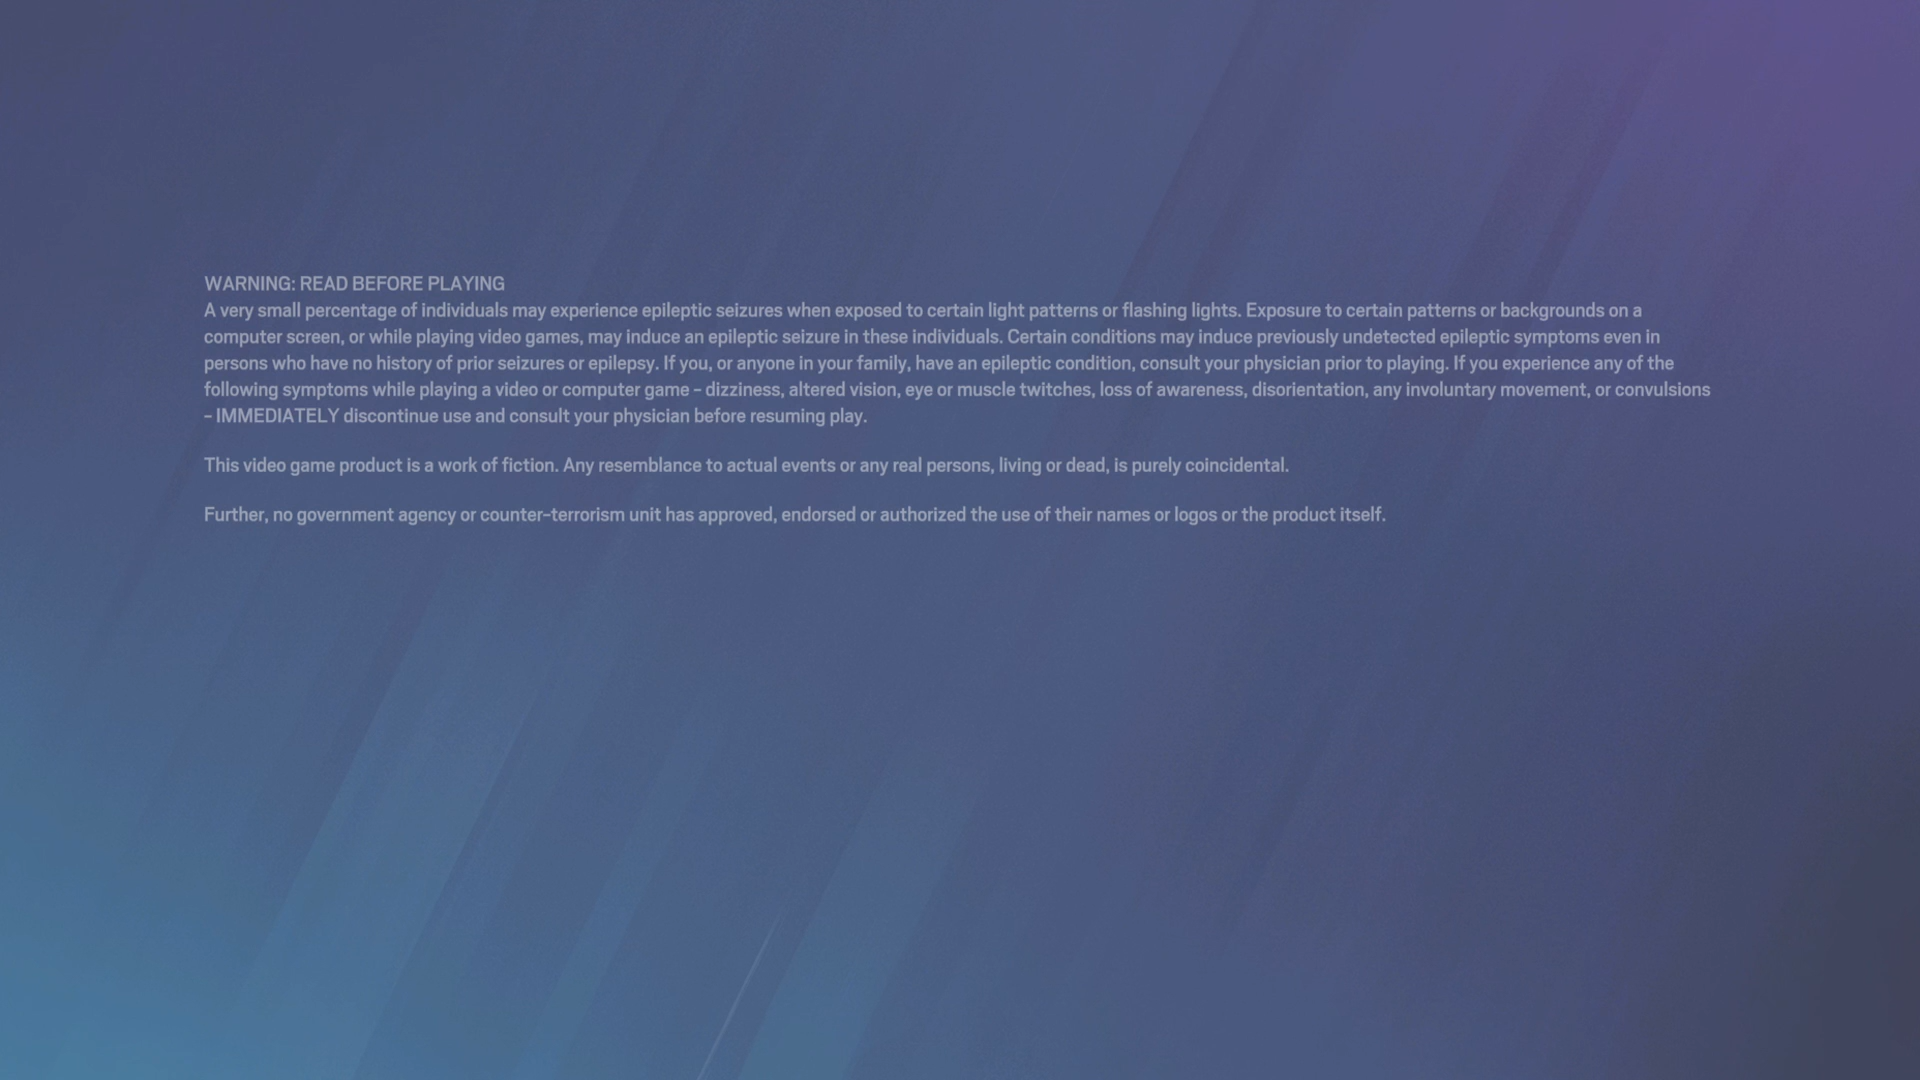 WARNING: READ BEFORE PLAYING
A very small percentage of individuals may experience epileptic seizures when exposed to certain light patterns or flashing lights. Exposure to certain patterns or backgrounds on a
computer screen, or while playing video games, may induce an epileptic seizure in these individuals. Certain conditions may induce previously undetected epileptic symptoms even in
persons who have no history of prior seizures or epilepsy. If you, or anyone in your family, have an epileptic condition, consult your physician prior to playing. If you experience any of the
following symptoms while playing a video or computer game – dizziness, altered vision, eye or muscle twitches, loss of awareness, disorientation, any involuntary movement, or convulsions
– IMMEDIATELY discontinue use and consult your physician before resuming play.
This video game product is a work of fiction. Any resemblance to actual events or any real persons, living or dead, is purely coincidental.
Further, no government agency or counter-terrorism unit has approved, endorsed or authorized the use of their names or logos or the product itself.